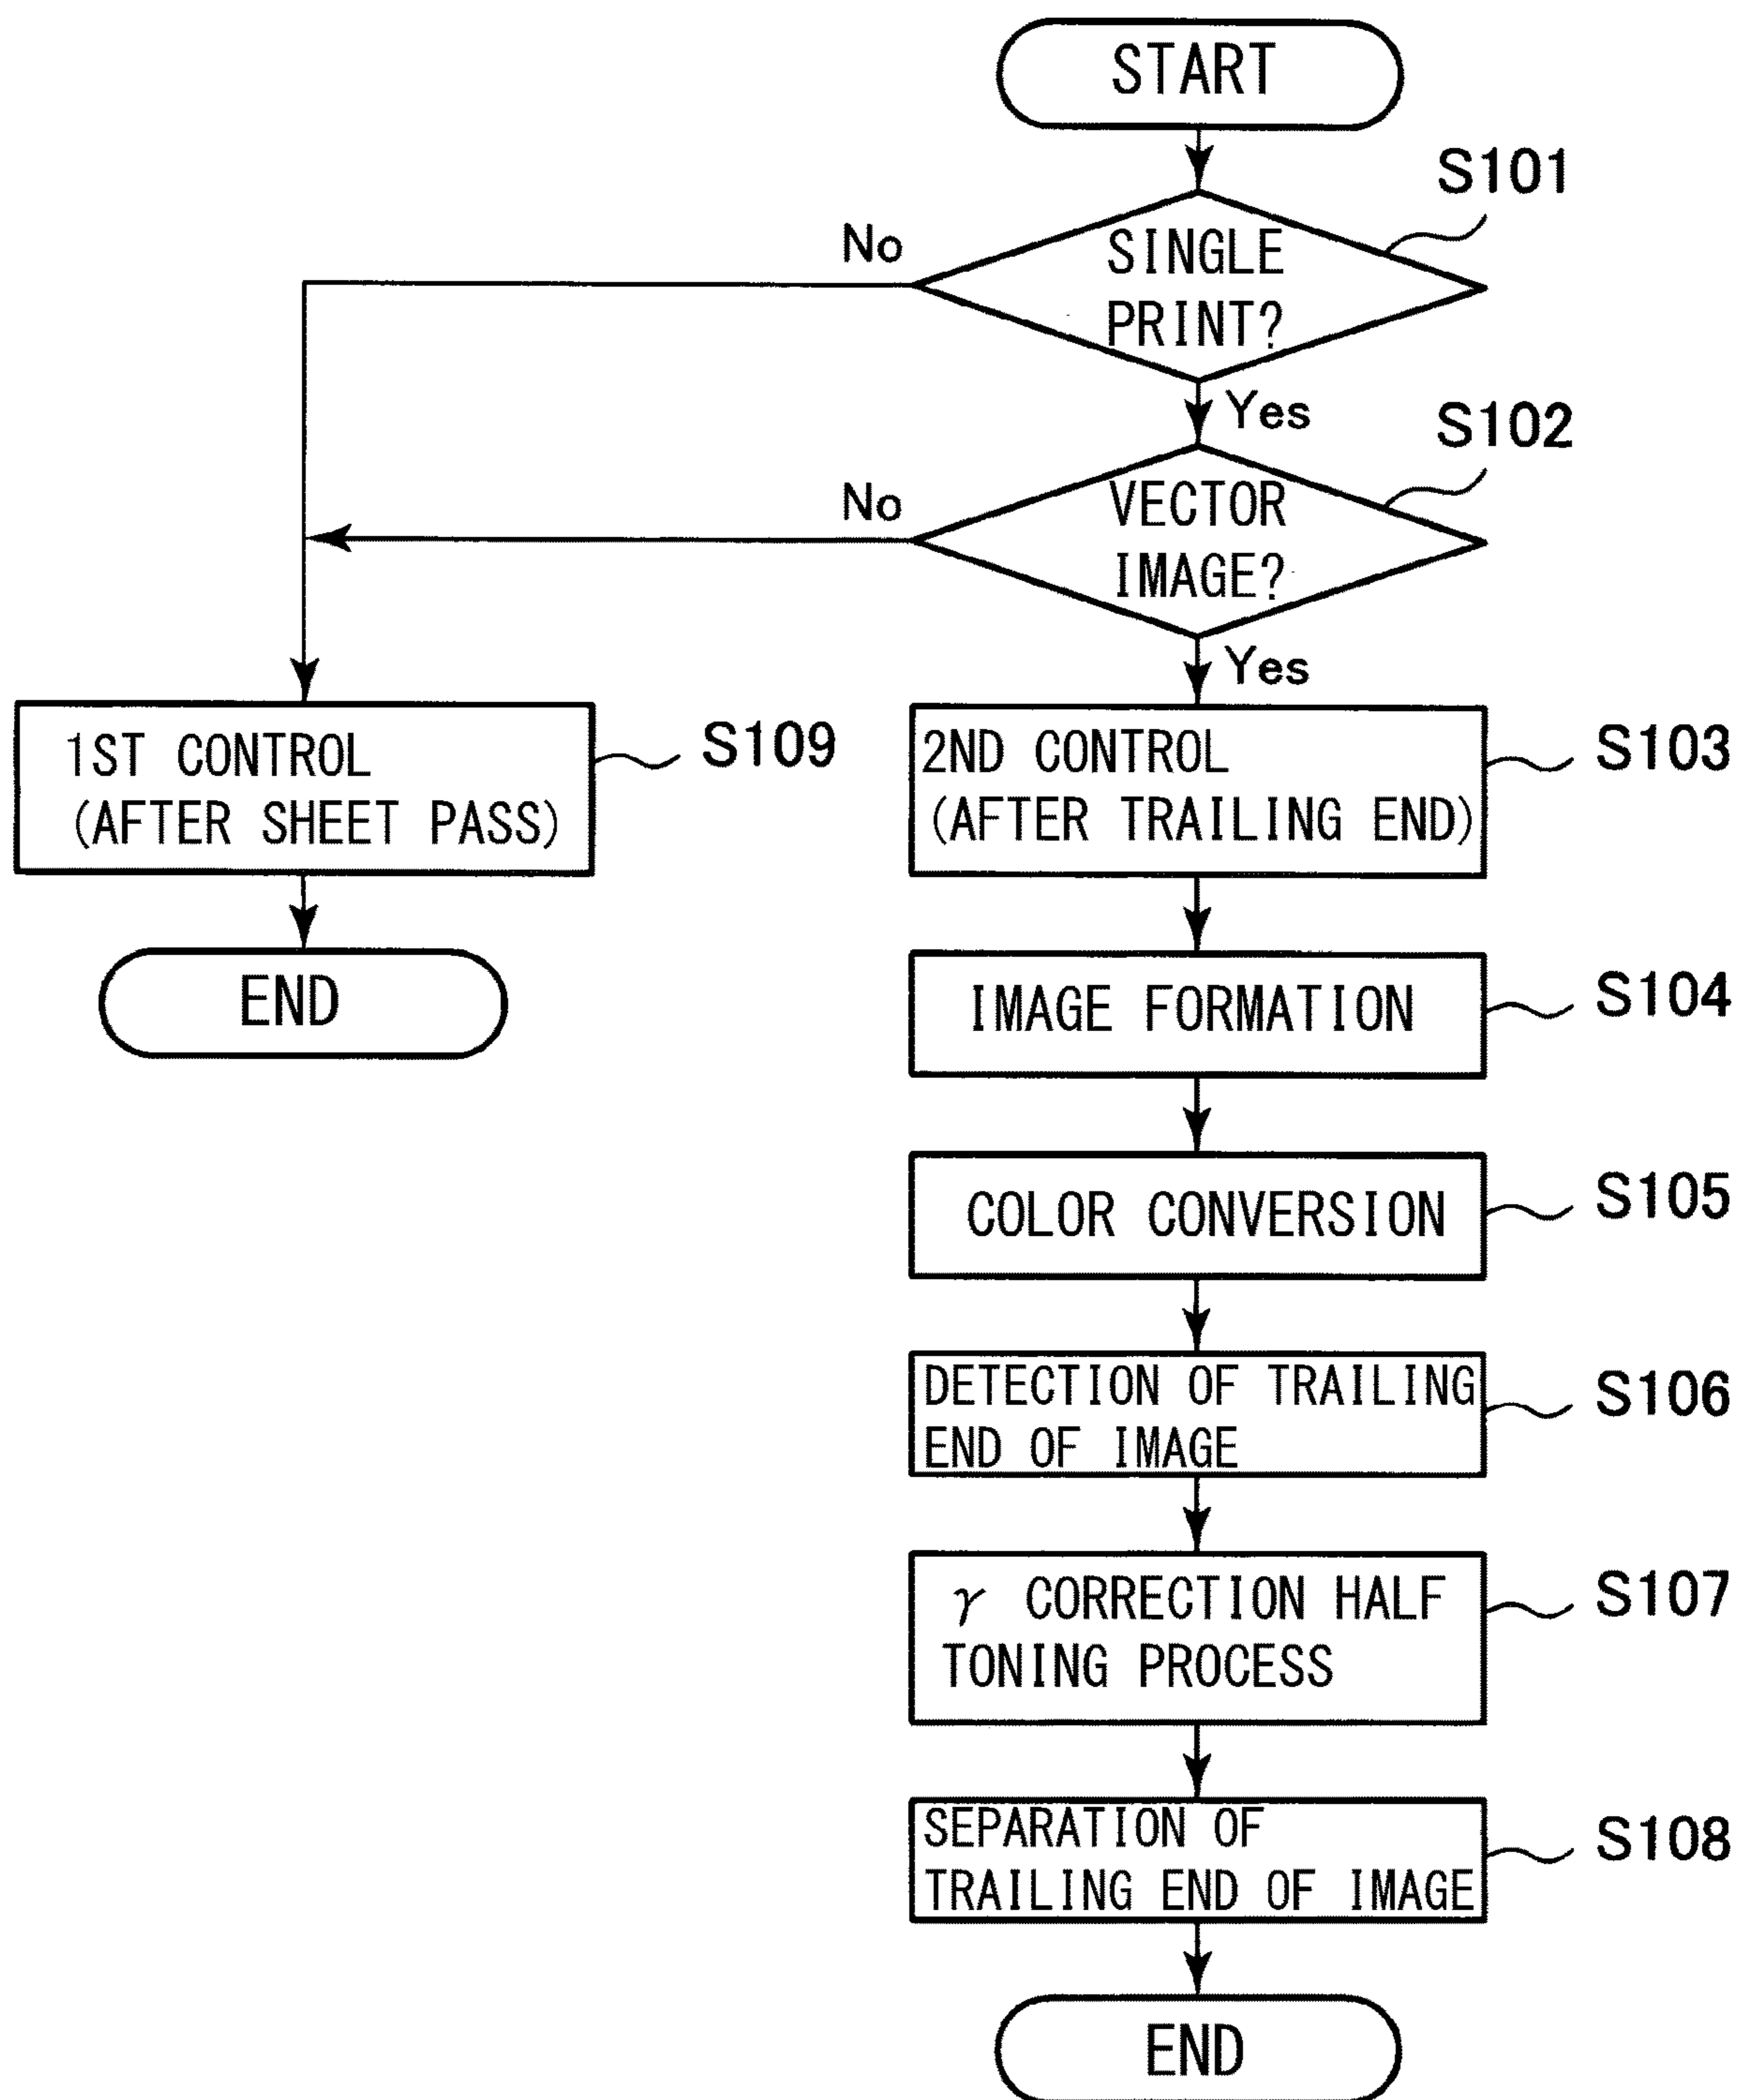 START
S101
No
SINGLE
PRINT?
Yes
S102
No
VECTOR
IMAGE?
Yes
1ST CONTROL
(AFTER SHEET PASS)
S109
2ND CONTROL
(AFTER TRAILING END)
S103
END
IMAGE FORMATION
S104
COLOR CONVERSION
S105
DETECTION OF TRAILING
END OF IMAGE
S106
γ CORRECTION HALF
TONING PROCESS
S107
SEPARATION OF
TRAILING END OF IMAGE
S108
END